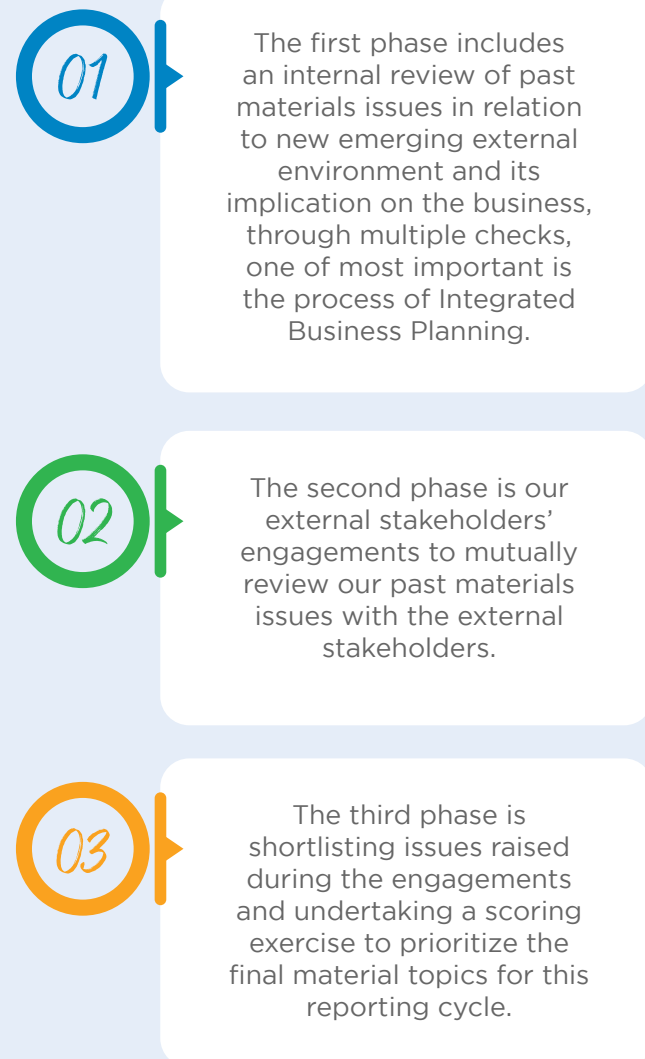 01
The first phase includes
an internal review of past
materials issues in relation
to new emerging external
environment and its
implication on the business,
through multiple checks,
one of most important is
the process of Integrated
Business Planning.
02
The second phase is our
external stakeholders’
engagements to mutually
review our past materials
issues with the external
stakeholders.
03
The third phase is
shortlisting issues raised
during the engagements
and undertaking a scoring
exercise to prioritize the
final material topics for this
reporting cycle.